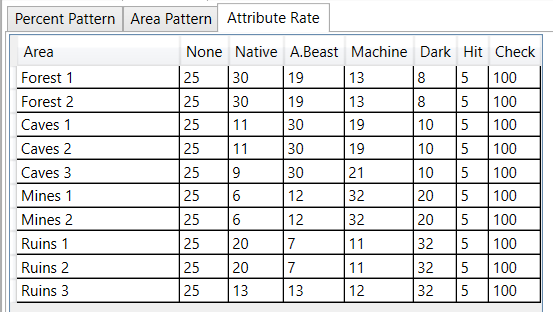 Percent Pattern Area Pattern Attribute Rate
Area None Native A.Beast Machine Dark Hit Check
Forest 1 25 30 19 13 8 5 100
Forest 2 25 30 19 13 8 5 100
Caves 1 25 11 30 19 10 5 100
Caves 2 25 11 30 19 10 5 100
Caves 3 25 9 30 21 10 5 100
Mines 1 25 6 12 32 20 5 100
Mines 2 25 6 12 32 20 5 100
Ruins 1 25 20 7 11 32 5 100
Ruins 2 25 20 7 11 32 5 100
Ruins 3 25 13 13 12 32 5 100